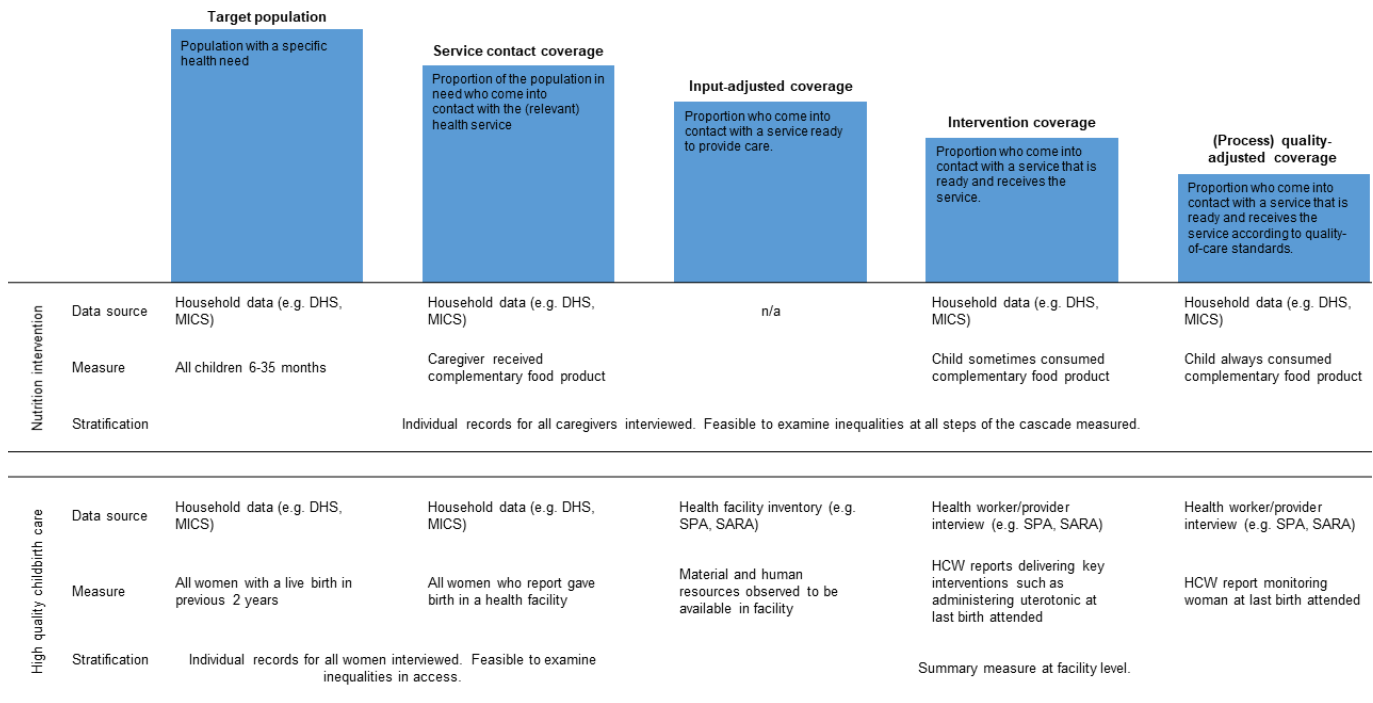 Target population
Population with a specific
health need
Service contact coverage
Proportion of the population in
need who come into
contact with the (relevant)
health service
Input-adjusted coverage
Proportion who come into
contact with a service ready
to provide care.
Intervention coverage
Proportion who come into
contact with a service that is
ready and receives the
service.
(Process) quality-
adjusted coverage
Proportion who come into
contact with a service that is
ready and receives the
service according to quality-
of-care standards.
Nutrition intervention
Data source
Household data (e.g. DHS,
MICS)
Household data (e.g. DHS,
MICS)
n/a
Household data (e.g. DHS,
MICS)
Household data (e.g. DHS,
MICS)
Measure
All children 6-35 months
Caregiver received
complementary food product
Child sometimes consumed
complementary food product
Child always consumed
complementary food product
Stratification
Individual records for all caregivers interviewed. Feasible to examine inequalities at all steps of the cascade measured.
High quality childbirth care
Data source
Household data (e.g. DHS,
MICS)
Household data (e.g. DHS,
MICS)
Health facility inventory (e.g.
SPA, SARA)
Health worker/provider
interview (e.g. SPA, SARA)
Health worker/provider
interview (e.g. SPA, SARA)
Measure
All women with a live birth in
previous 2 years
All women who report gave
birth in a health facility
Material and human
resources observed to be
available in facility
HCW reports delivering key
interventions such as
administering uterotonic at
last birth attended
HCW report monitoring
woman at last birth attended
Stratification
Individual records for all women interviewed. Feasible to examine
inequalities in access.
Summary measure at facility level.